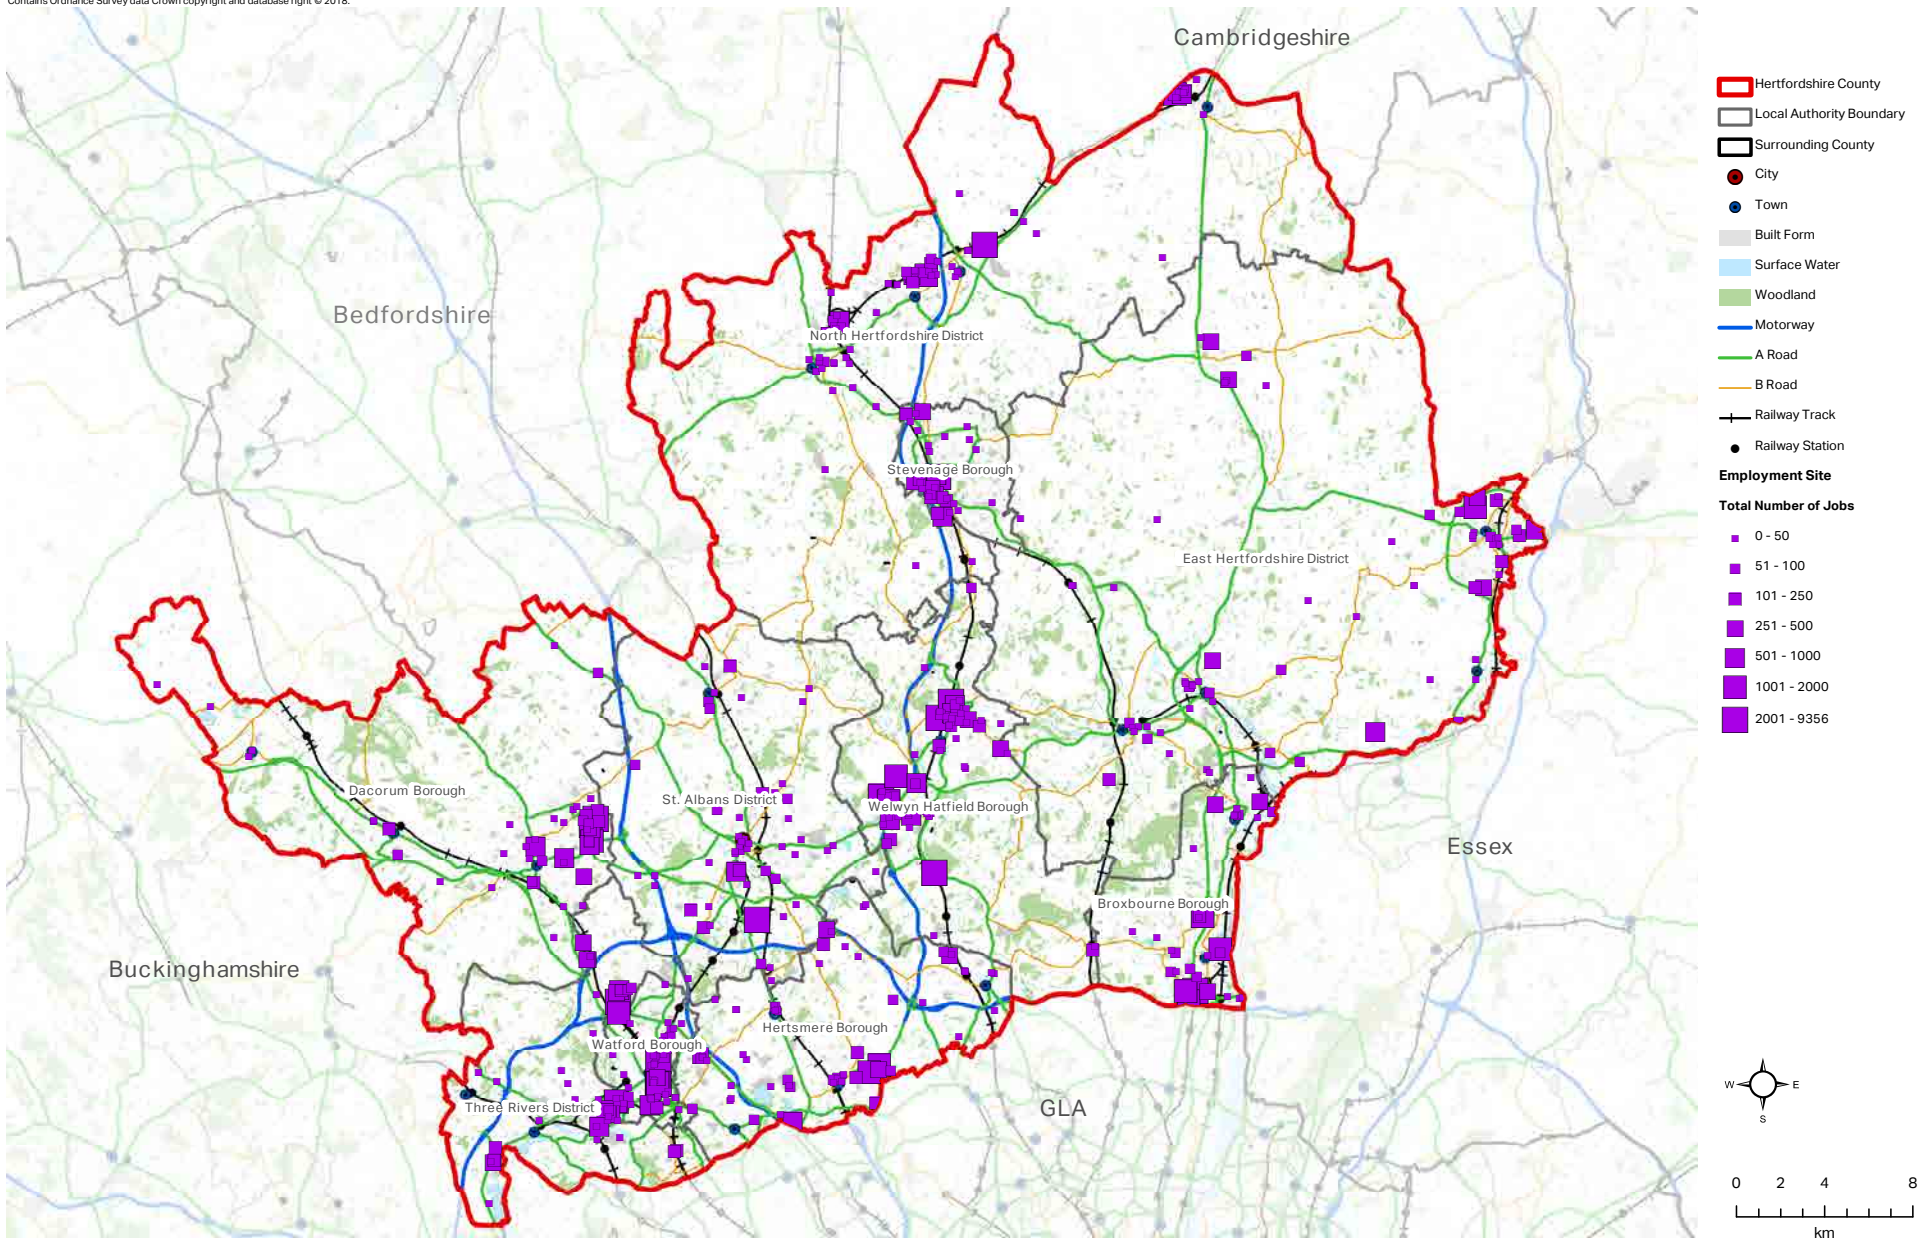 Contains Ordnance Survey data Crown copyright and database right © 2018.
Cambridgeshire
Bedfordshire
North Hertfordshire District
Stevenage Borough
East Hertfordshire District
Dacorum Borough
St. Albans District
Welwyn Hatfield Borough
Essex
Broxbourne Borough
Buckinghamshire
Hertsmere Borough
Watford Borough
Three Rivers District
GLA
Hertfordshire County
Local Authority Boundary
Surrounding County
City
Town
Built Form
Surface Water
Woodland
Motorway
A Road
B Road
Railway Track
Railway Station
Employment Site
Total Number of Jobs
0 - 50
51 - 100
101 - 250
251 - 500
501 - 1000
1001 - 2000
2001 - 9356
N
W E
S
0 2 4 8
km